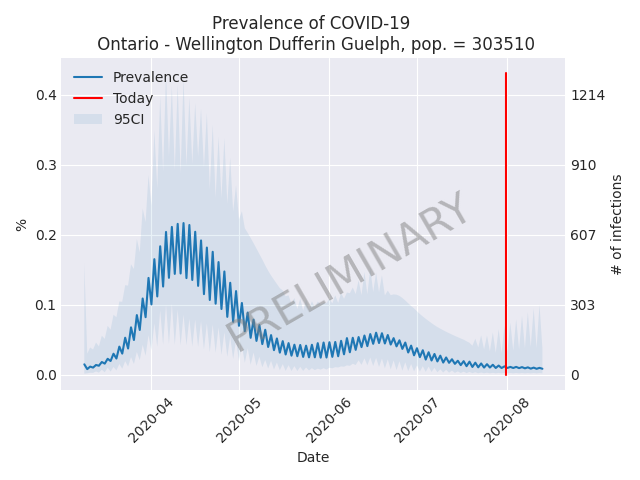 Prevalence of COVID-19
Ontario - Wellington Dufferin Guelph, pop. = 303510
Prevalence
Today
95CI
0.4
0.3
0.2
0.1
0.0
%
1214
910
607
303
0
# of infections
PRELIMINARY
2020-04
2020-05
2020-06
2020-07
2020-08
Date